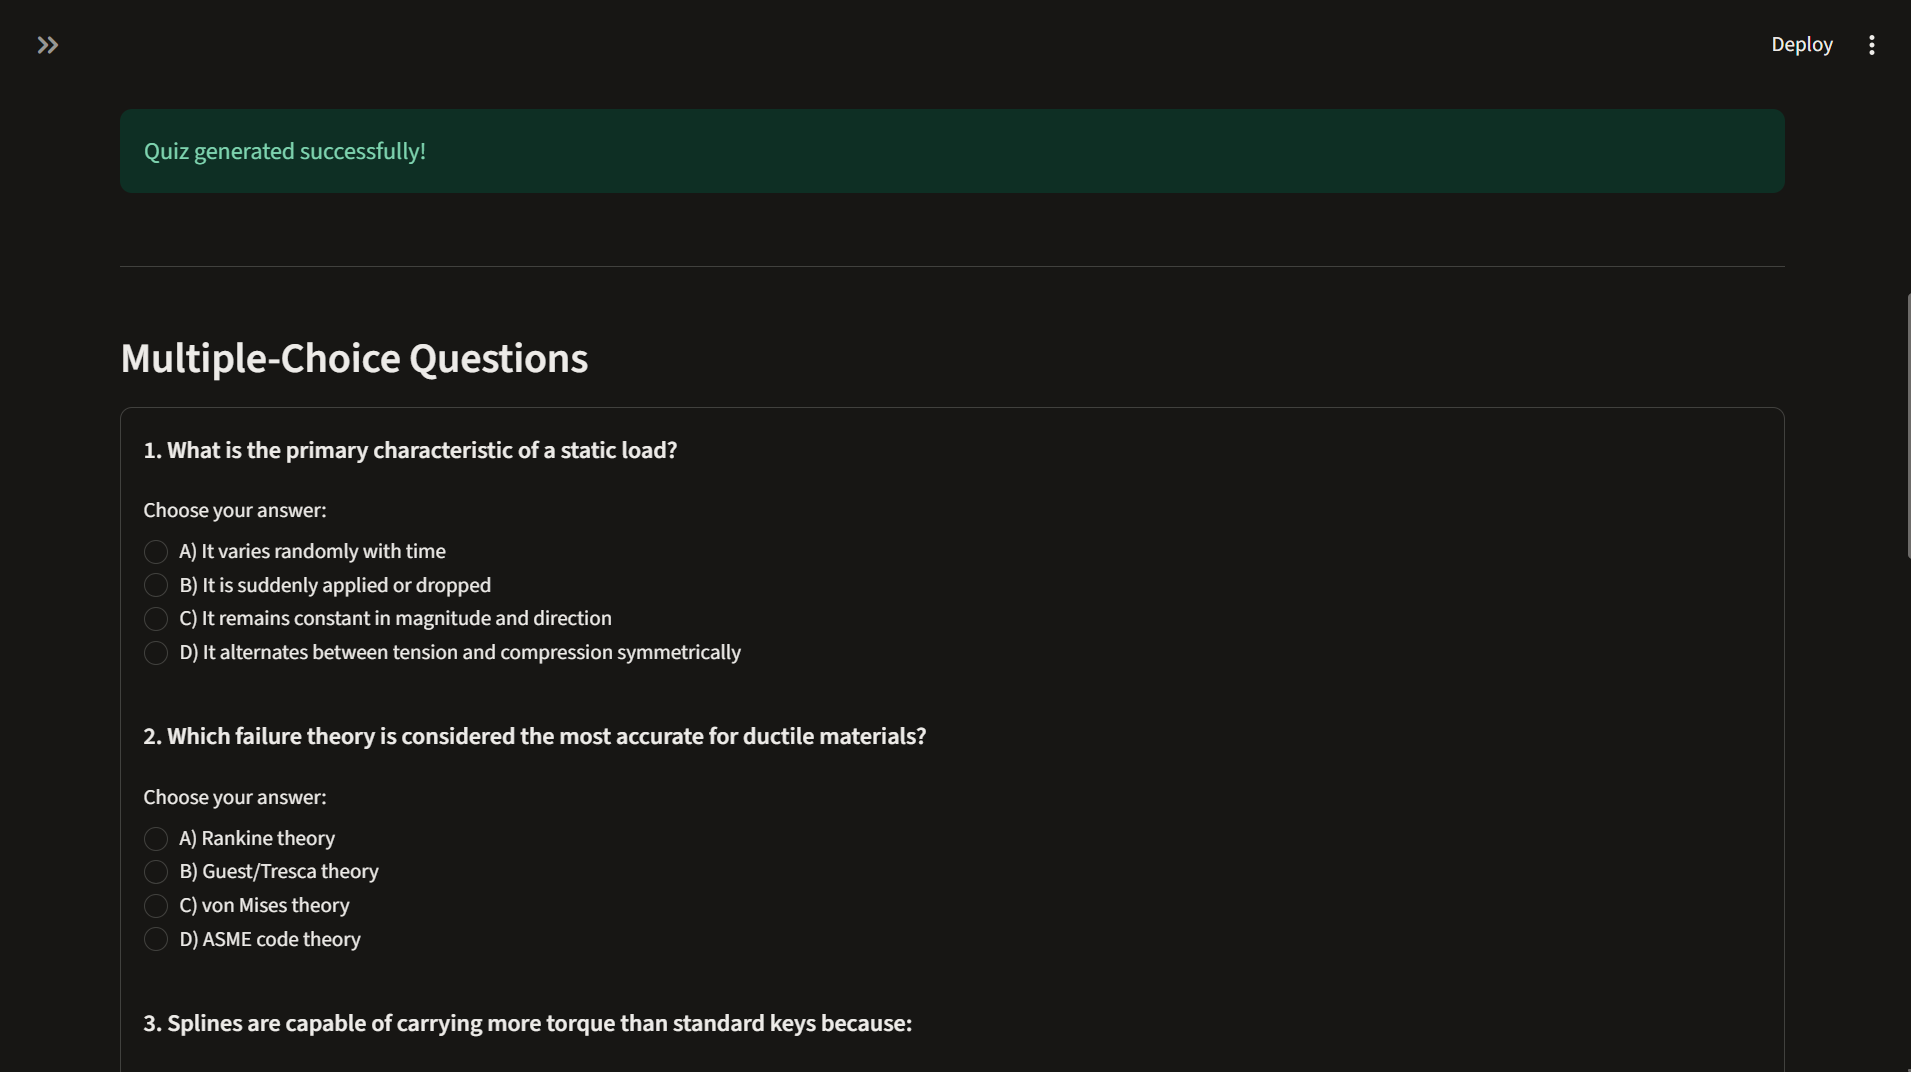 Deploy
Quiz generated successfully!
Multiple-Choice Questions
1. What is the primary characteristic of a static load?
Choose your answer:
A) It varies randomly with time
B) It is suddenly applied or dropped
C) It remains constant in magnitude and direction
D) It alternates between tension and compression symmetrically
2. Which failure theory is considered the most accurate for ductile materials?
Choose your answer:
A) Rankine theory
B) Guest/Tresca theory
C) von Mises theory
D) ASME code theory
3. Splines are capable of carrying more torque than standard keys because: